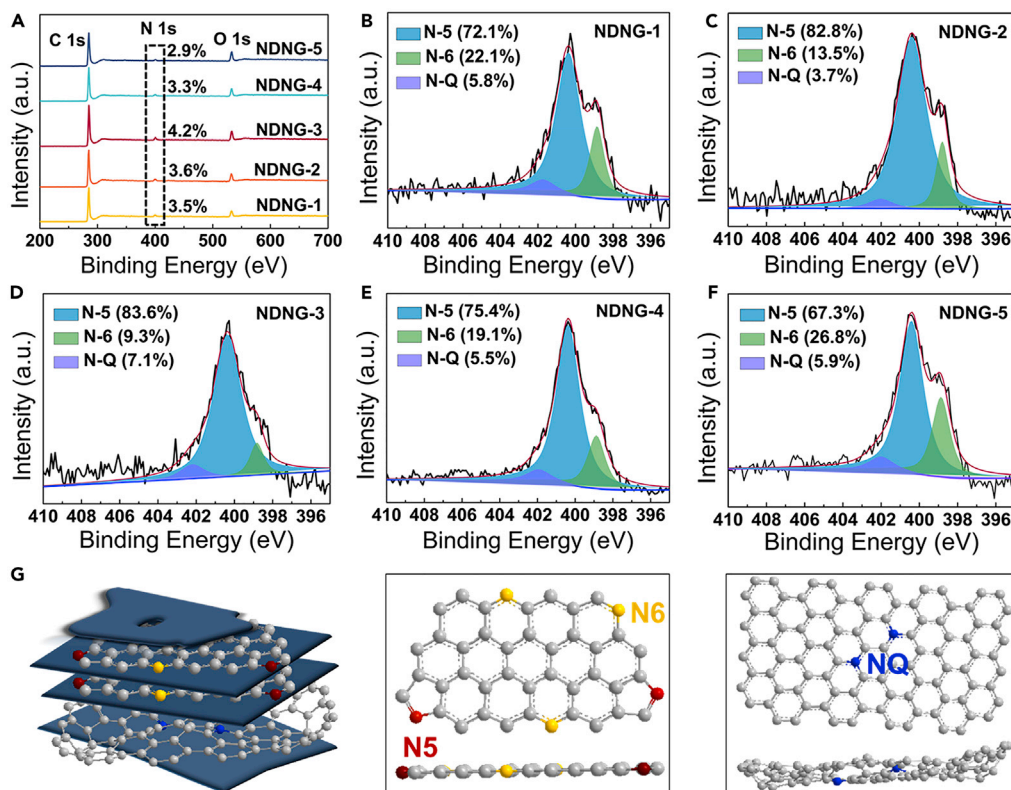 A
C 1s
N 1s
O 1s
2.9% NDNG-5
3.3% NDNG-4
4.2% NDNG-3
3.6% NDNG-2
3.5% NDNG-1
Intensity (a.u.)
200 300 400 500 600 700
Binding Energy (eV)
B
NDNG-1
N-5 (72.1%)
N-6 (22.1%)
N-Q (5.8%)
Intensity (a.u.)
410 408 406 404 402 400 398 396
Binding Energy (eV)
C
NDNG-2
N-5 (82.8%)
N-6 (13.5%)
N-Q (3.7%)
Intensity (a.u.)
410 408 406 404 402 400 398 396
Binding Energy (eV)
D
NDNG-3
N-5 (83.6%)
N-6 (9.3%)
N-Q (7.1%)
Intensity (a.u.)
410 408 406 404 402 400 398 396
Binding Energy (eV)
E
NDNG-4
N-5 (75.4%)
N-6 (19.1%)
N-Q (5.5%)
Intensity (a.u.)
410 408 406 404 402 400 398 396
Binding Energy (eV)
F
NDNG-5
N-5 (67.3%)
N-6 (26.8%)
N-Q (5.9%)
Intensity (a.u.)
410 408 406 404 402 400 398 396
Binding Energy (eV)
G
N6
N5
NQ